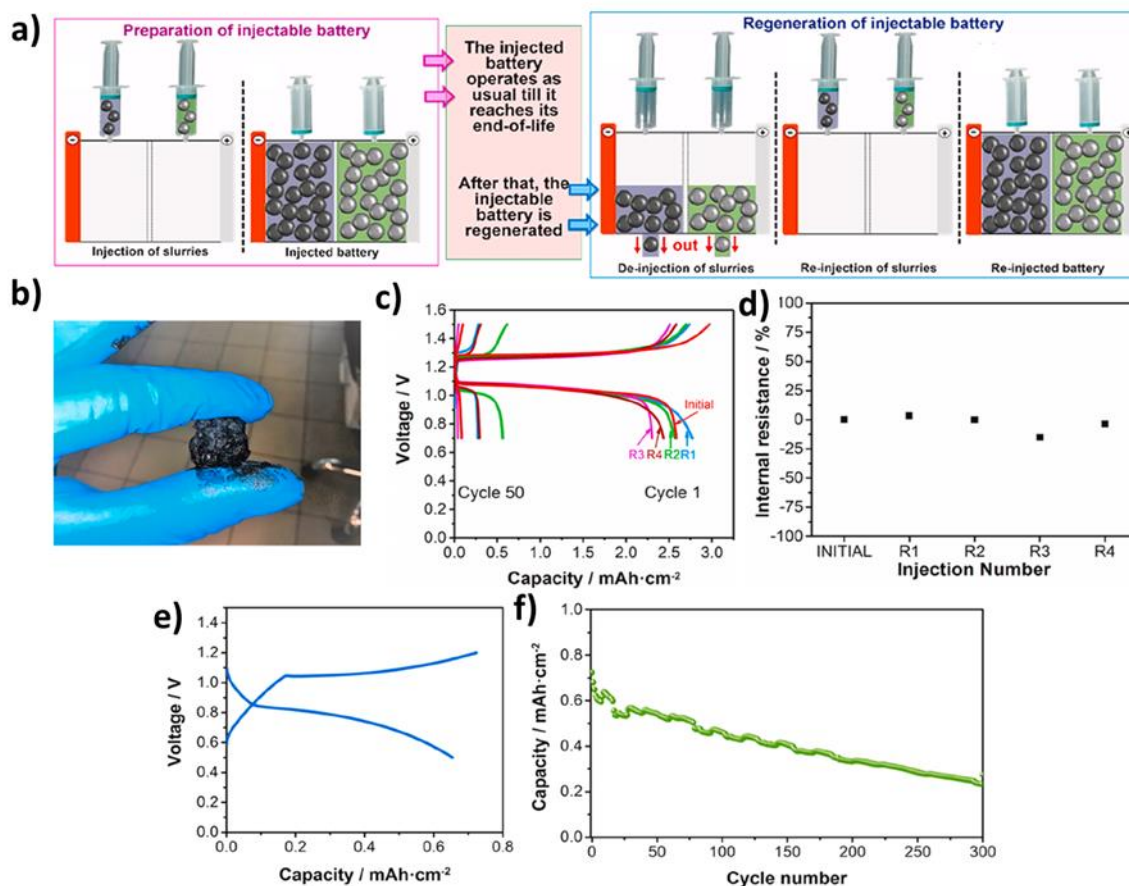 a)
Preparation of injectable battery
Injection of slurries
Injected battery
The injected
battery
operates as
usual till it
reaches its
end-of-life
After that, the
injectable
battery is
regenerated
Regeneration of injectable battery
out
De-injection of slurries
Re-injection of slurries
Re-injected battery
b)
c)
Voltage / V
1.6
1.4
1.2
1.0
0.8
0.6
0.4
0.2
0.0
Initial
R3 R4 R2 R1
Cycle 50
Cycle 1
0.0 0.5 1.0 1.5 2.0 2.5 3.0
Capacity / mAh·cm⁻²
d)
Internal resistance / %
100
75
50
25
0
-25
-50
-75
-100
INITIAL R1 R2 R3 R4
Injection Number
e)
Voltage / V
1.4
1.2
1.0
0.8
0.6
0.4
0.2
0.0
0.0 0.2 0.4 0.6 0.8
Capacity / mAh·cm⁻²
f)
Capacity / mAh·cm⁻²
1.0
0.8
0.6
0.4
0.2
0.0
0 50 100 150 200 250 300
Cycle number